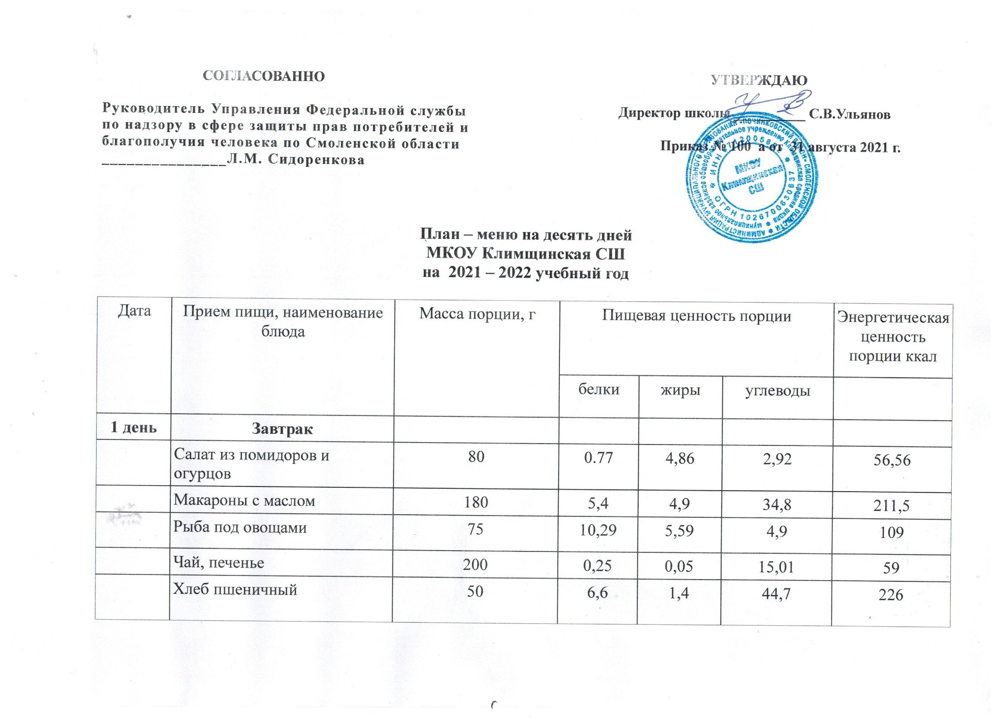 СОГЛАСОВАННО
Руководитель Управления Федеральной службы
по надзору в сфере защиты прав потребителей и
благополучия человека по Смоленской области
_______________Л.М. Сидоренкова
УТВЕРЖДАЮ
Директор школы __________ С.В.Ульянов
Приказ № 100 а от 31 августа 2021 г.
МКОУ
Климщинская
СШ
ОГРН 1026700830637
План – меню на десять дней
МКОУ Климщинская СШ
на 2021 – 2022 учебный год
Дата Прием пищи, наименование блюда Масса порции, г Пищевая ценность порции Энергетическая ценность порции ккал
белки жиры углеводы
1 день Завтрак
Салат из помидоров и огурцов 80 0.77 4,86 2,92 56,56
Макароны с маслом 180 5,4 4,9 34,8 211,5
Рыба под овощами 75 10,29 5,59 4,9 109
Чай, печенье 200 0,25 0,05 15,01 59
Хлеб пшеничный 50 6,6 1,4 44,7 226